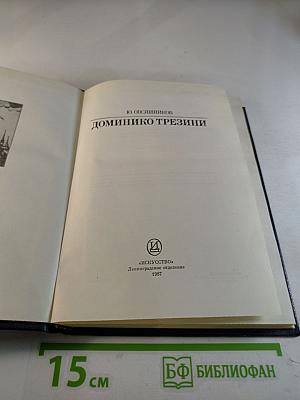 Ю. ОВСЯННИКОВ
ДОМИНИКО ТРЕЗИНИ
«ИСКУССТВО»
Ленинградское отделение
1987
15 см
БФ БИБЛИОФАН